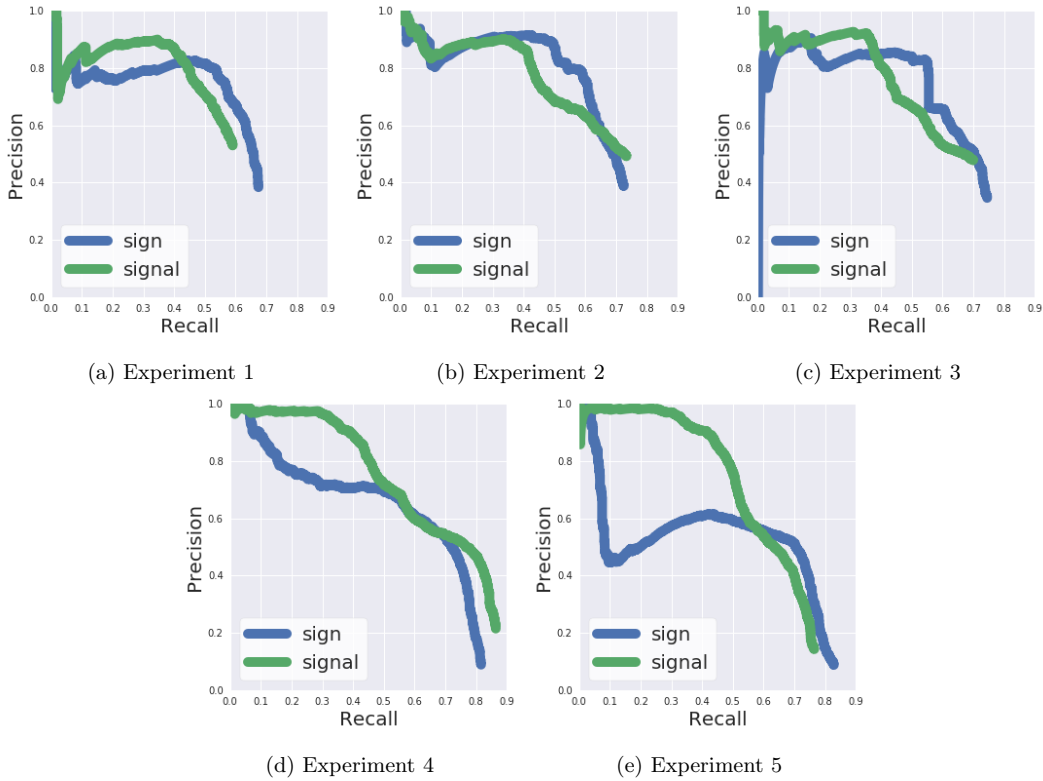 1.0 1.0 1.0
0.8 0.8 0.8
Precision Precision Precision
0.6 0.6 0.6
0.4 0.4 0.4
0.2 sign 0.2 sign 0.2 sign
signal signal signal
0.0 0.0 0.0
0.0 0.1 0.2 0.3 0.4 0.5 0.6 0.7 0.8 0.9 0.0 0.1 0.2 0.3 0.4 0.5 0.6 0.7 0.8 0.9 0.0 0.1 0.2 0.3 0.4 0.5 0.6 0.7 0.8 0.9
Recall Recall Recall
(a) Experiment 1 (b) Experiment 2 (c) Experiment 3
1.0 1.0
0.8 0.8
Precision Precision
0.6 0.6
0.4 0.4
0.2 sign 0.2 sign
signal signal
0.0 0.0
0.0 0.1 0.2 0.3 0.4 0.5 0.6 0.7 0.8 0.9 0.0 0.1 0.2 0.3 0.4 0.5 0.6 0.7 0.8 0.9
Recall Recall
(d) Experiment 4 (e) Experiment 5